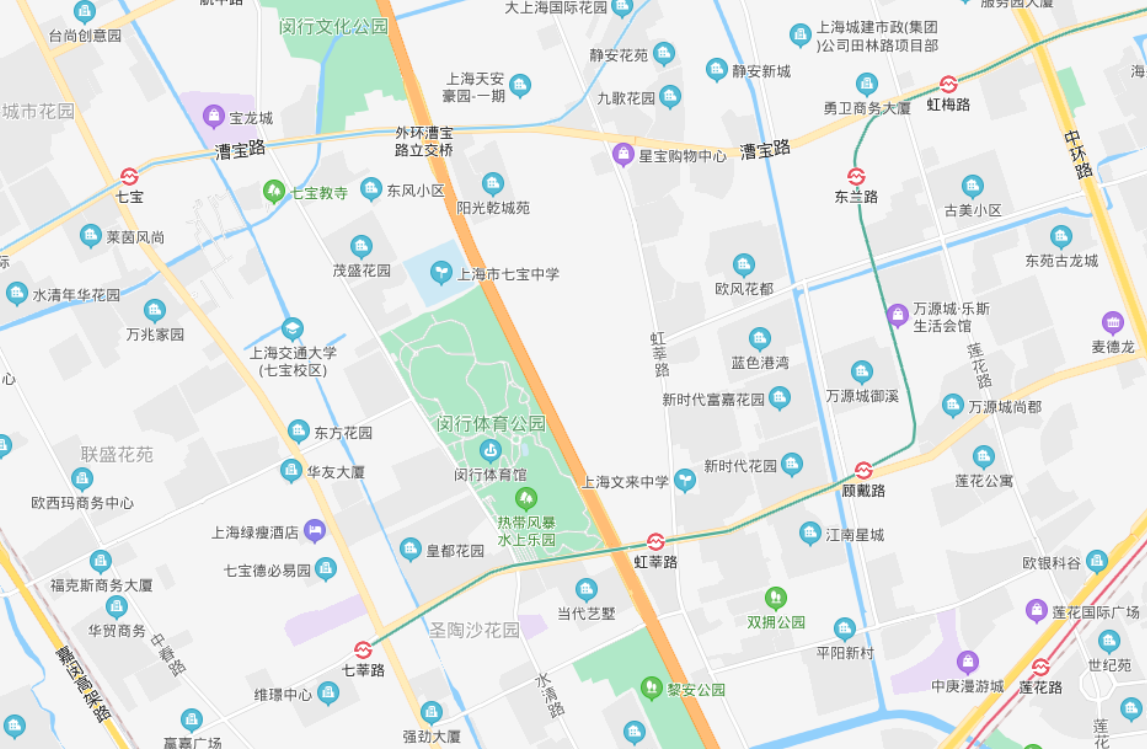 航中路
台尚创意园
闵行文化公园
大上海国际花园
服务园大厦
上海城建市政(集团
)公司田林路项目部
静安花苑
静安新城
上海天安
豪园-一期
九歌花园
勇卫商务大厦
虹梅路
城市花园
宝龙城
漕宝路
外环漕宝
路立交桥
星宝购物中心
漕宝路
中环路
七宝
七宝教寺
东风小区
阳光乾城苑
东兰路
古美小区
莱茵风尚
茂盛花园
上海市七宝中学
欧风花都
东苑古龙城
际
水清年华花园
万兆家园
万源城·乐斯
生活会馆
麦德龙
上海交通大学
(七宝校区)
虹莘路
蓝色港湾
莲花路
心
新时代富嘉花园
万源城御溪
万源城尚郡
闵行体育公园
东方花园
联盛花苑
华友大厦
闵行体育馆
上海文来中学
新时代花园
顾戴路
莲花公寓
欧西玛商务中心
热带风暴
水上乐园
上海绿瘦酒店
皇都花园
虹莘路
江南星城
福克斯商务大厦
七宝德必易园
欧银科谷
华贸商务
当代艺墅
双拥公园
莲花国际广场
中春路
圣陶沙花园
平阳新村
嘉闵高架路
七莘路
世纪苑
维璟中心
水清路
黎安公园
中庚漫游城
莲花路
赢嘉广场
强劲大厦
莲花
海